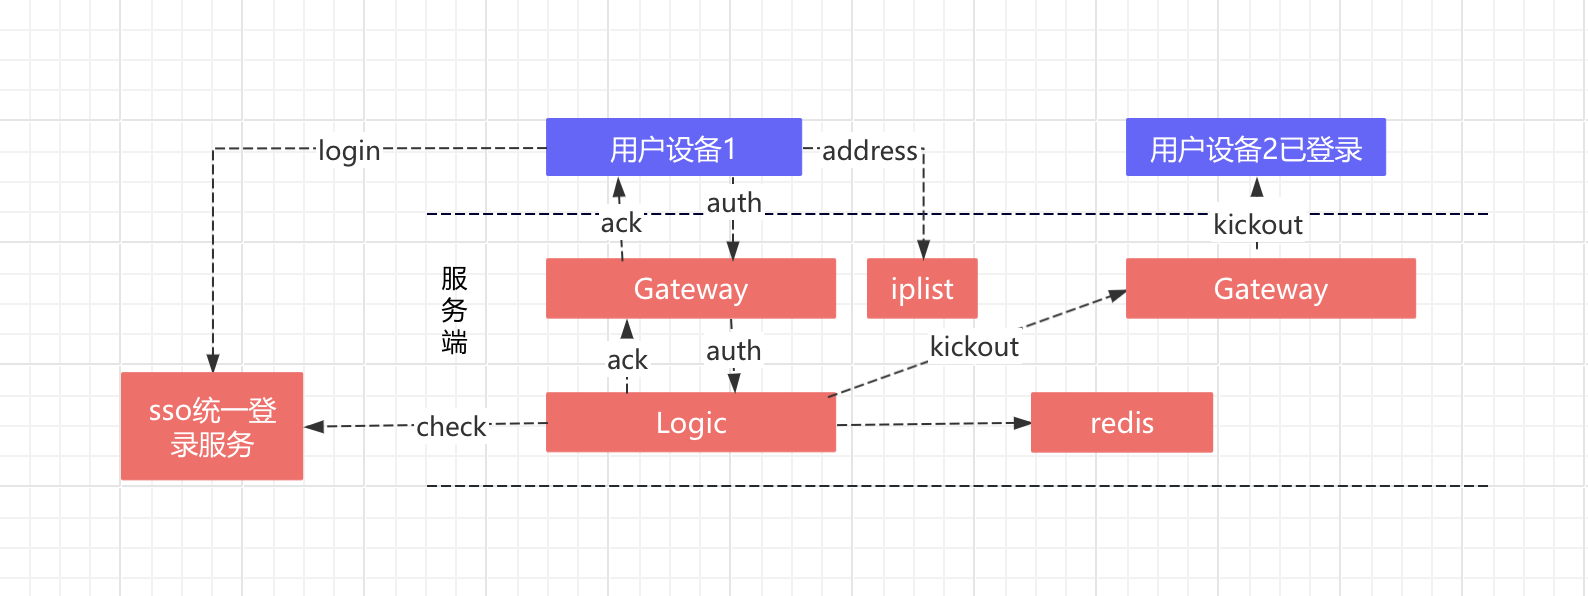 用户设备1
用户设备2已登录
login
address
auth
ack
kickout
服
务
端
Gateway
iplist
Gateway
ack
auth
kickout
sso统一登
录服务
check
Logic
redis